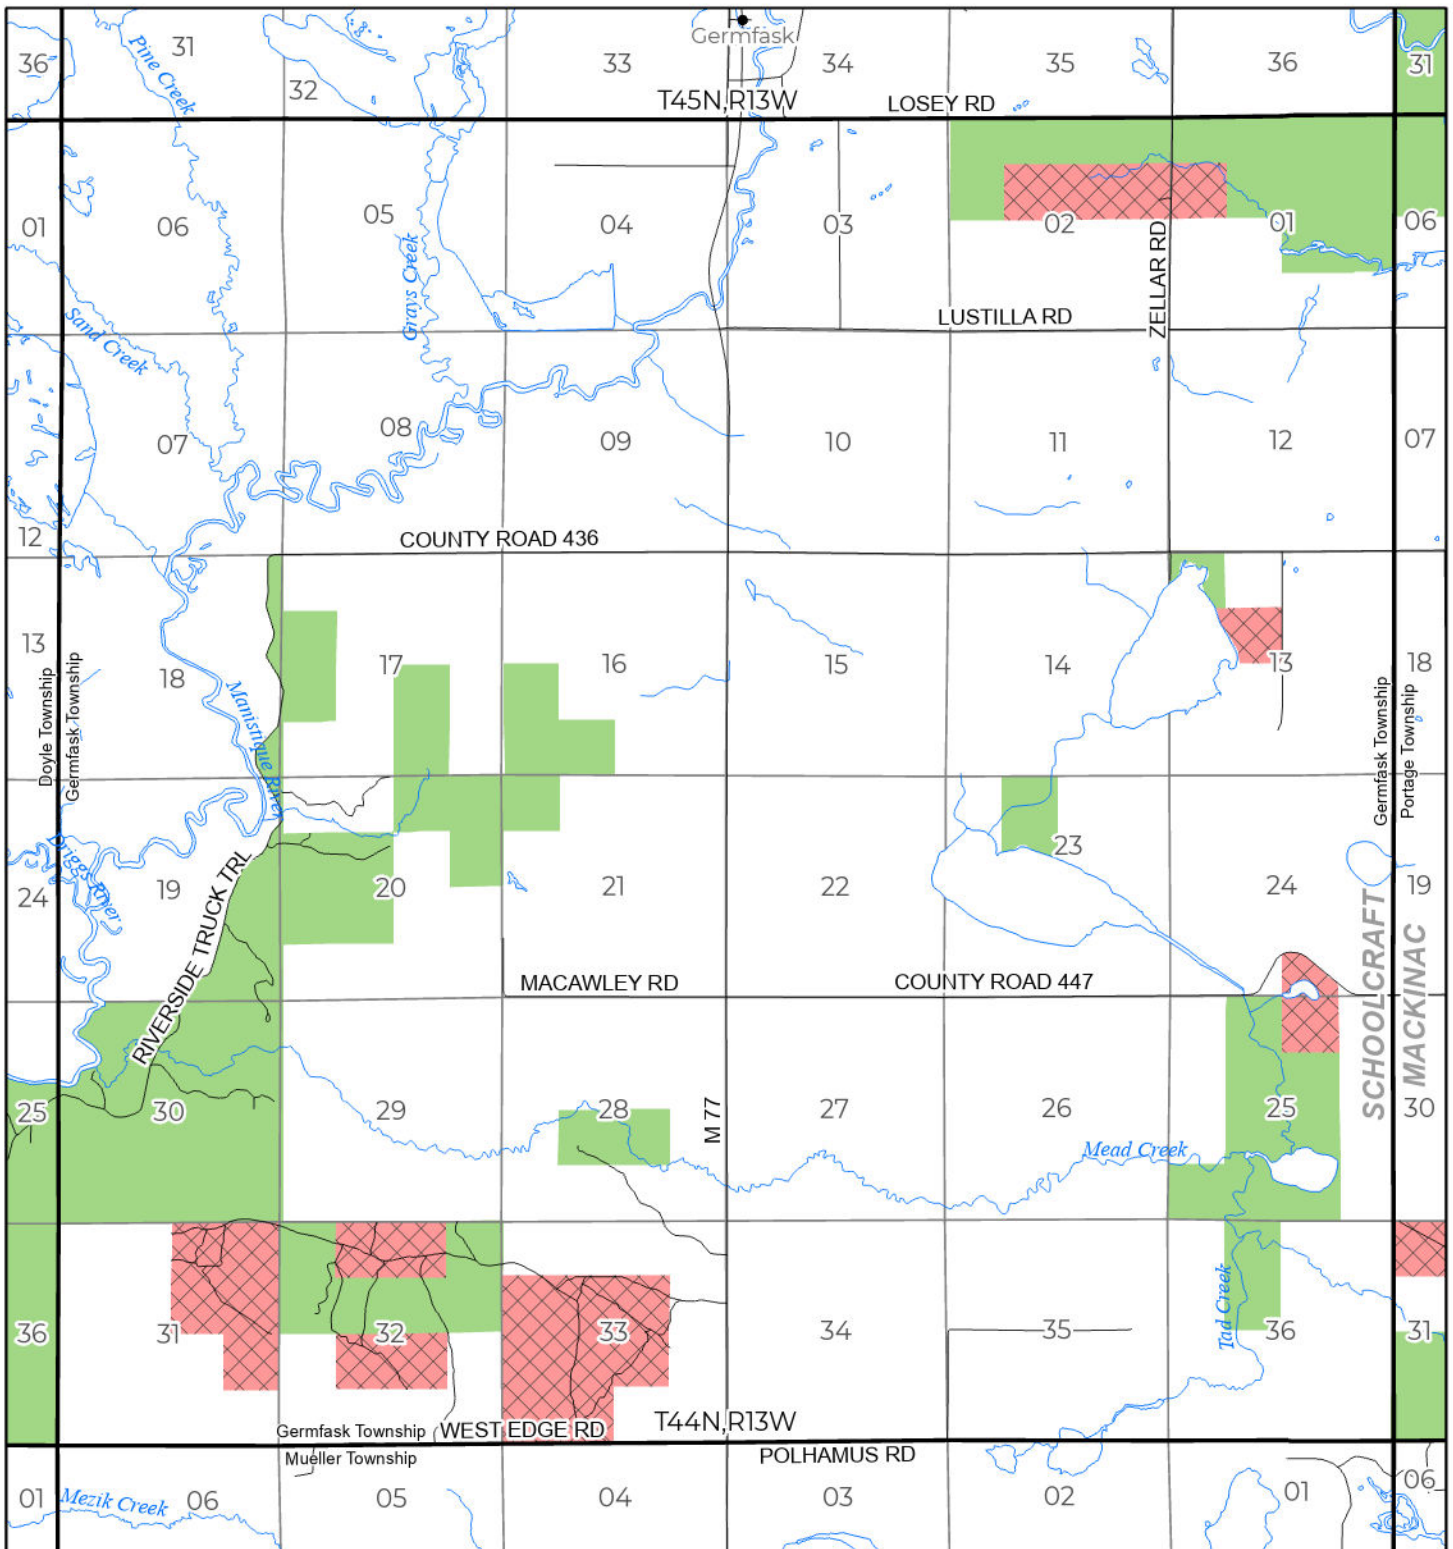 Germfask
36
31
32
33
34
35
36
31
Pine Creek
T45N,R13W
LOSEY RD
01
06
05
04
03
02
01
06
Sand Creek
Grays Creek
ZELLAR RD
LUSTILLA RD
07
08
09
10
11
12
07
12
COUNTY ROAD 436
13
18
17
16
15
14
13
18
Doyle Township
Germfask Township
Manistique River
Germfask Township
Portage Township
Driggs River
24
19
20
21
22
23
24
19
RIVERSIDE TRUCK TRL
MACAWLEY RD
COUNTY ROAD 447
SCHOOLCRAFT
MACKINAC
25
30
29
28
M 77
27
26
25
30
Mead Creek
36
31
32
33
34
35
Tad Creek
36
31
Germfask Township
WEST EDGE RD
T44N,R13W
Mueller Township
POLHAMUS RD
01
Mezik Creek
06
05
04
03
02
01
06